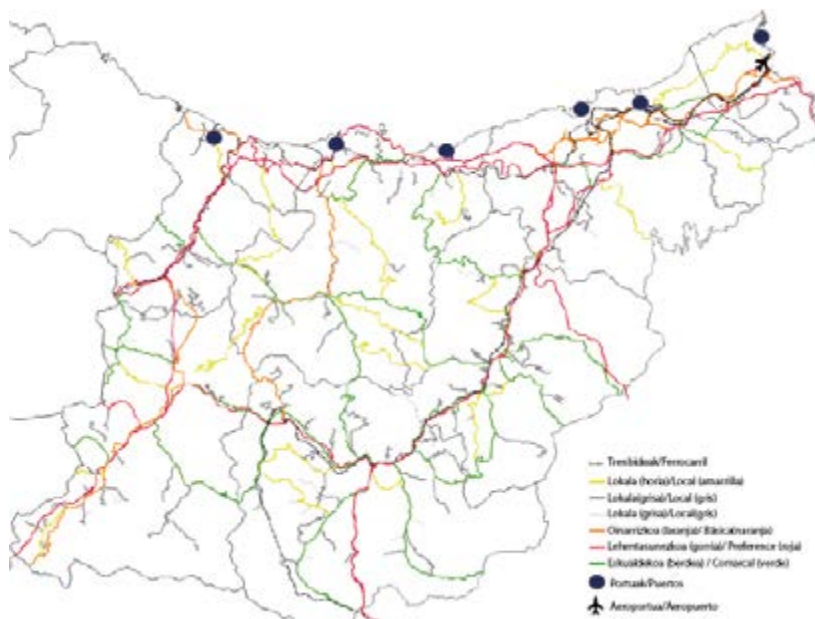 Trenbideak/Ferrocarril
Lokala (horia)/Local (amarrilla)
Lokala(grisa)/Local (gris)
Lokala (grisa)/Local(gris)
Oinarrizkoa (laranja)/ Básica(naranja)
Lehentasunezkoa (gorria)/ Preference (roja)
Eskualdekoa (berdea) / Comarcal (verde)
Portuak/Puertos
Aeroportua/Aeropuerto